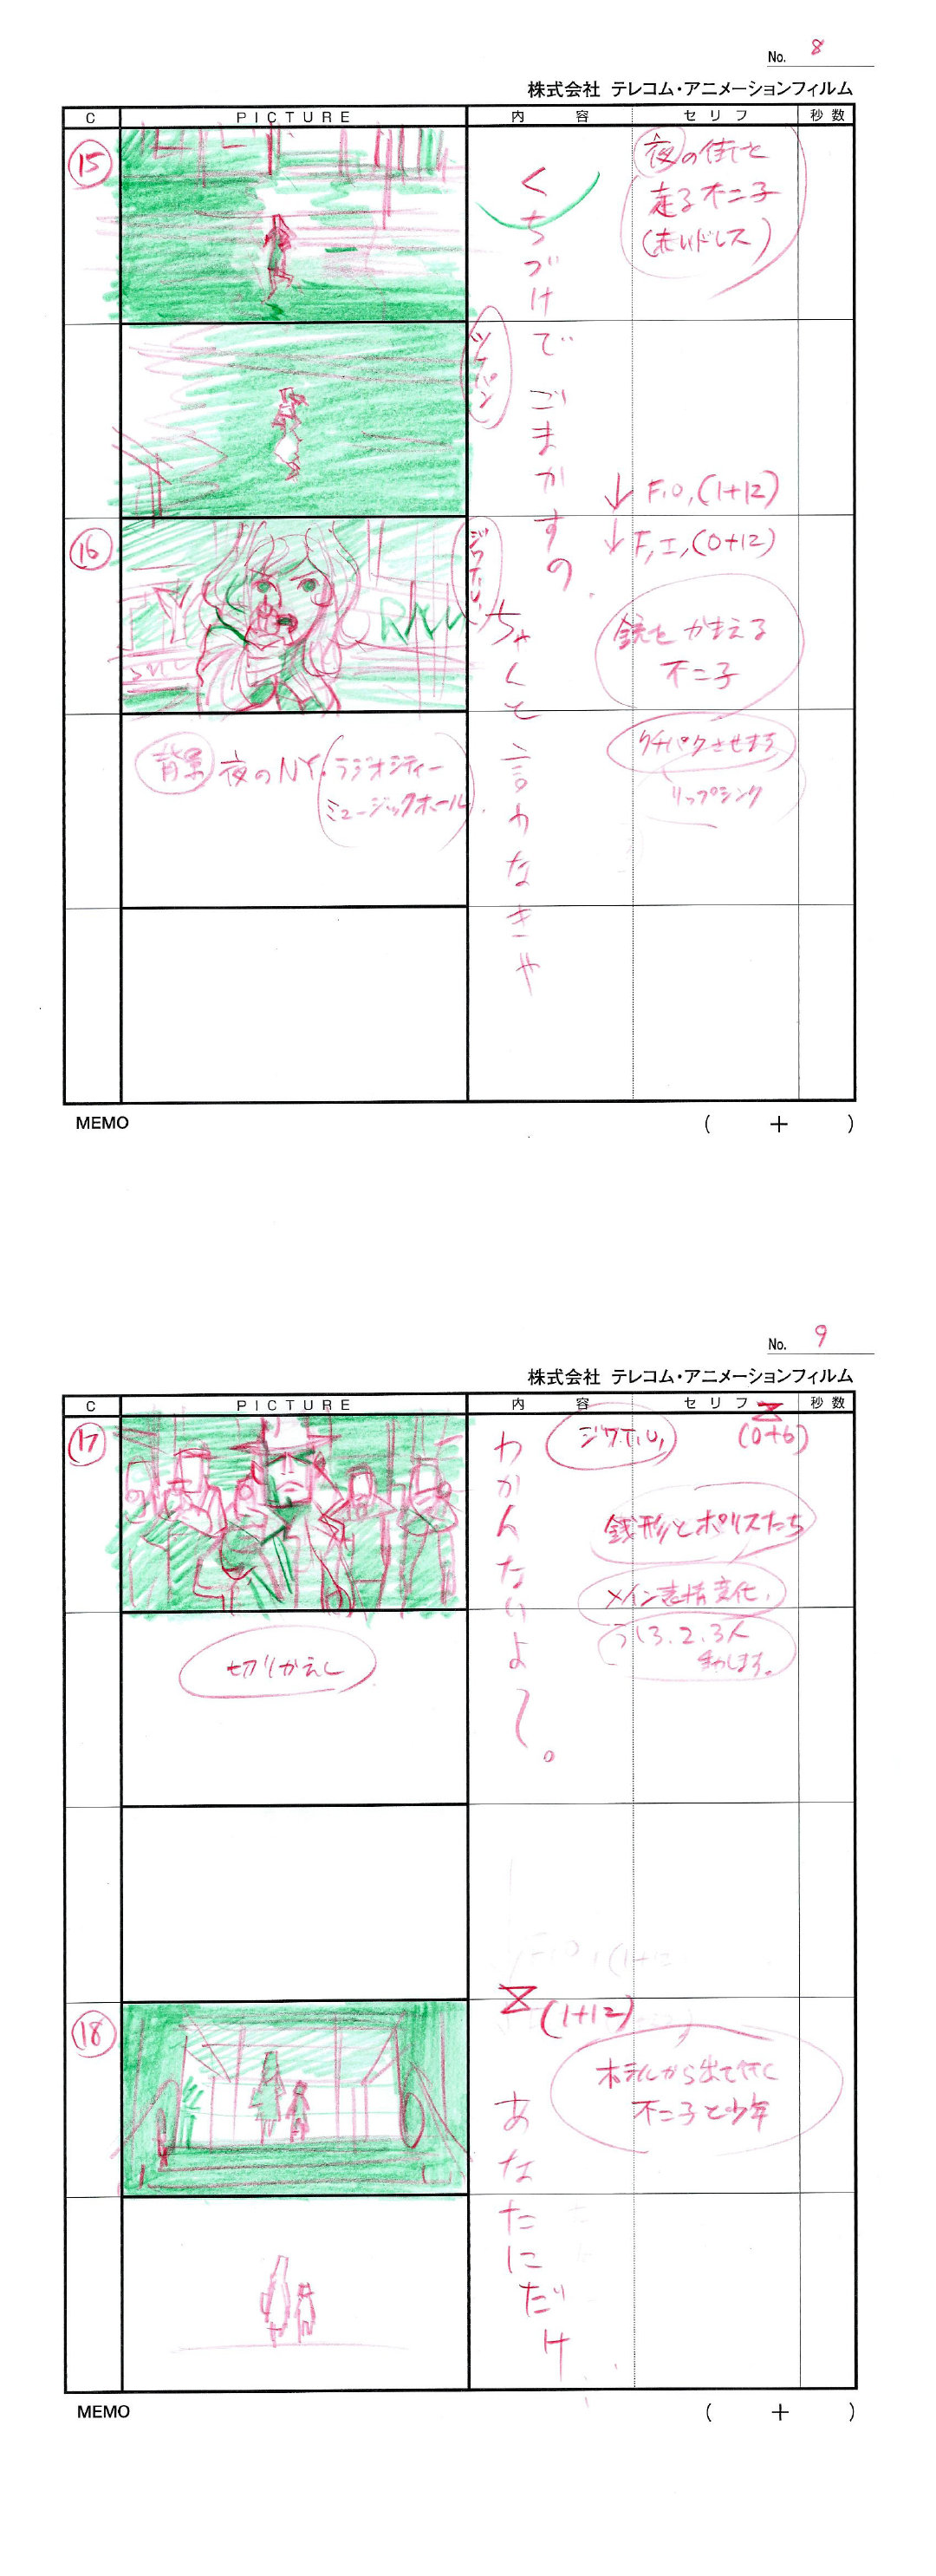 No. 8
株式会社 テレコム・アニメーションフィルム
C PICTURE 内容 セリフ 秒数
15
くちづけで ごまかすの
夜の街を
走る不二子
(赤いドレス)
ツケパン
F.O,(1+12)
16
F,I,(0+12)
ジワT.U,
ちゃんと言わなきゃ
銃をかまえる
不二子
クチパクさせます
リップシンク
背景 夜のNY.(ラジオシティー
ミュージックホール)
MEMO ( + )
No. 9
株式会社 テレコム・アニメーションフィルム
C PICTURE 内容 セリフ 秒数
17
わかんないよ〜。
ジワT.U,
(0+6)
銭形とポリスたち
メイン表情変化,
うしろ.2.3人
動します。
切りかえし
18
(1+12)
あなたにだけ
ホテルから出て行く
不二子と少年
MEMO ( + )